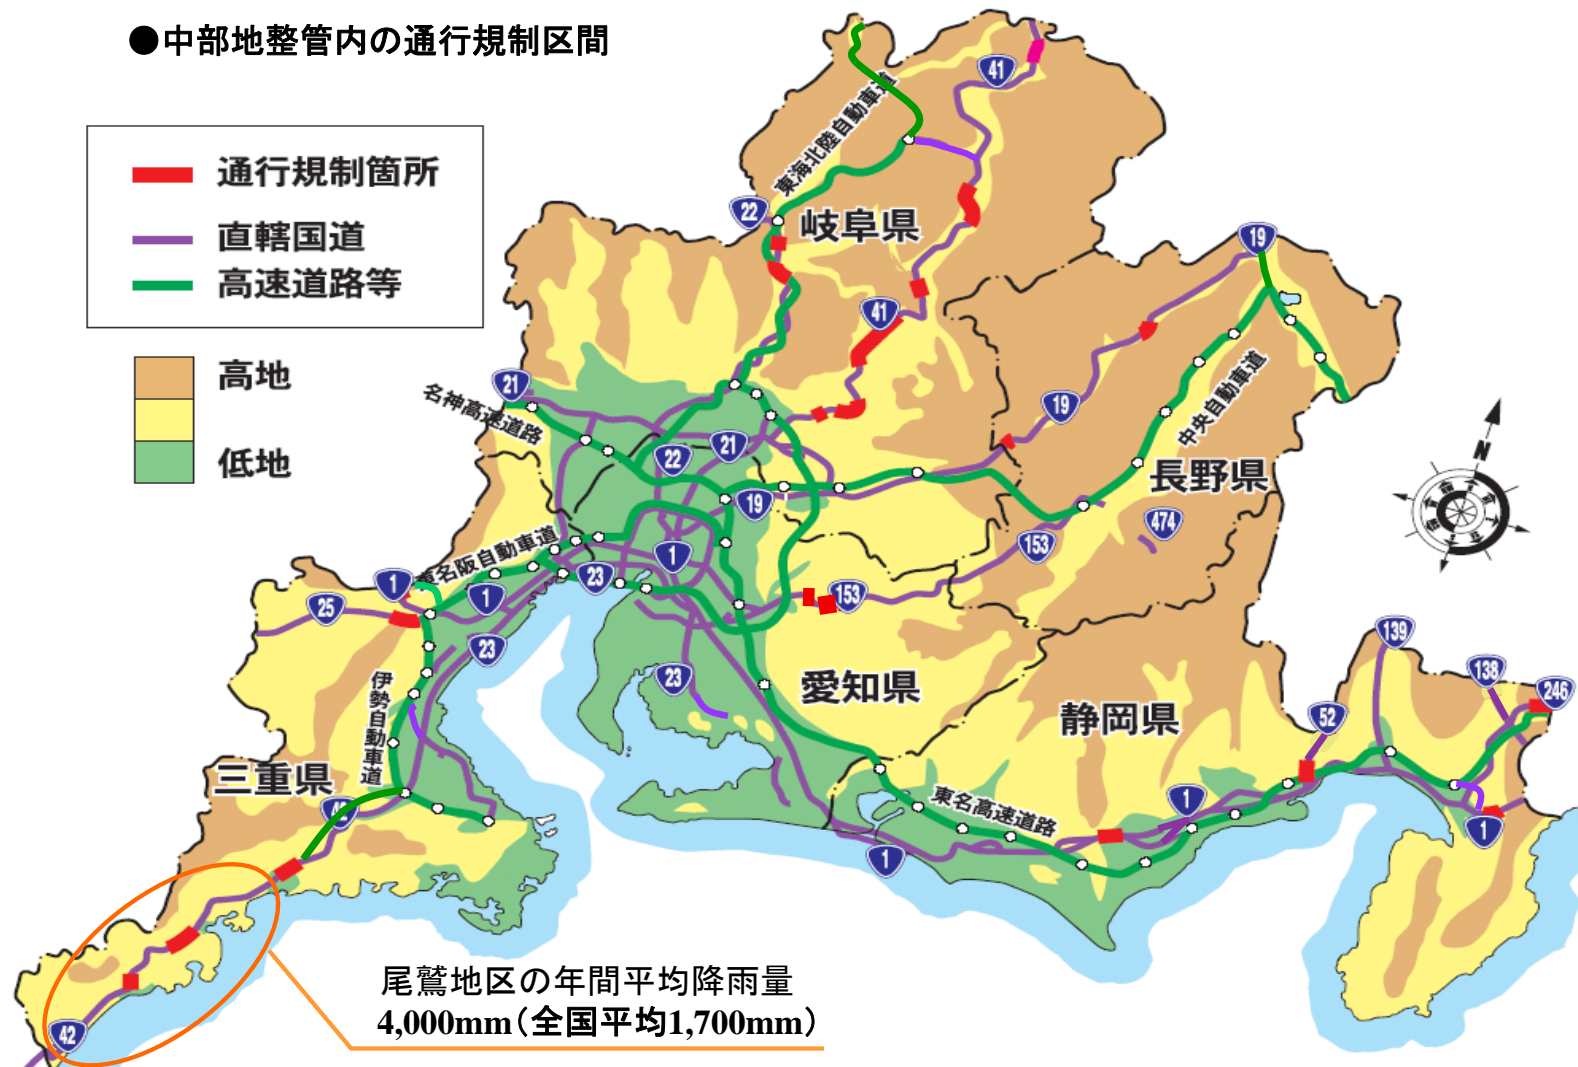 ●中部地整管内の通行規制区間
通行規制箇所
直轄国道
高速道路等
高地
低地
41
東海北陸自動車道
22
岐阜県
19
41
21
名神高速道路
19
中央自動車道
22
21
19
長野県
N
474
153
1
東名阪自動車道
1
23
1
25
153
23
139
伊勢自動車道
23
愛知県
138
246
静岡県
52
三重県
42
東名高速道路
1
1
1
尾鷲地区の年間平均降雨量
4,000mm(全国平均1,700mm)
42